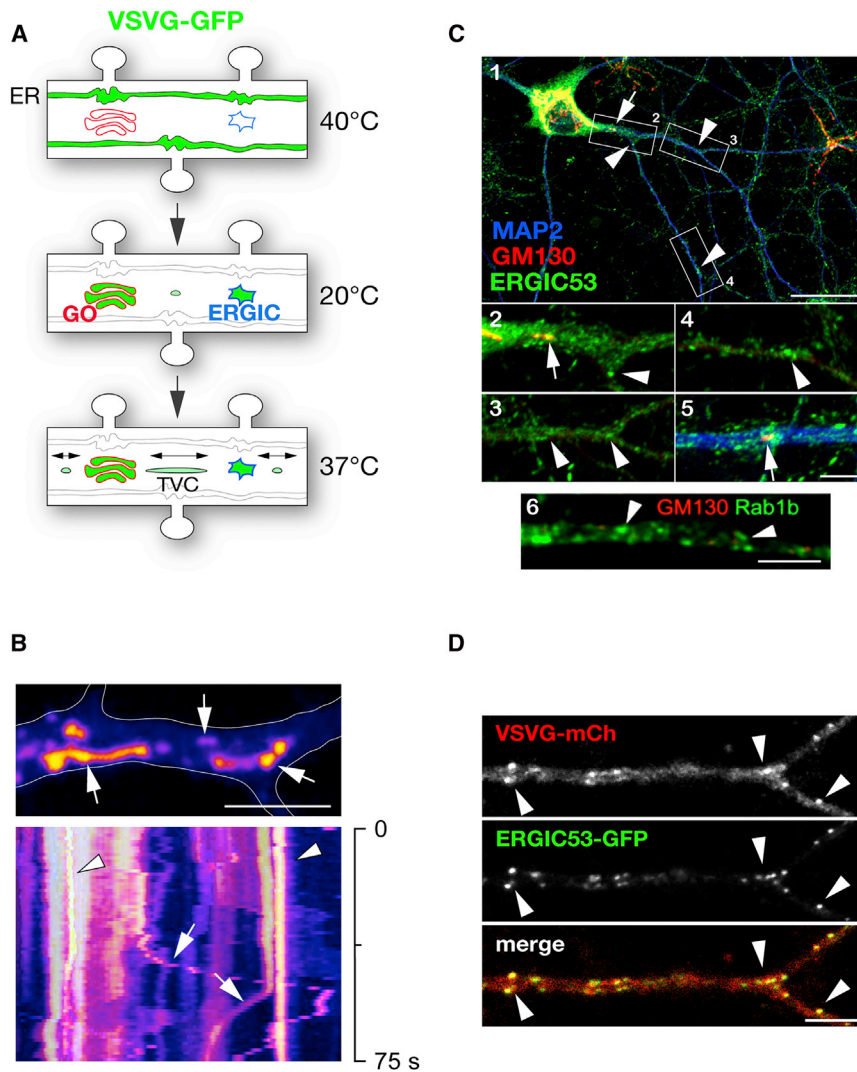 A
VSVG-GFP
ER
40°C
20°C
GO
ERGIC
37°C
TVC
B
0
75 s
C
1
2
3
4
MAP2
GM130
ERGIC53
2
4
3
5
6
GM130 Rab1b
D
VSVG-mCh
ERGIC53-GFP
merge